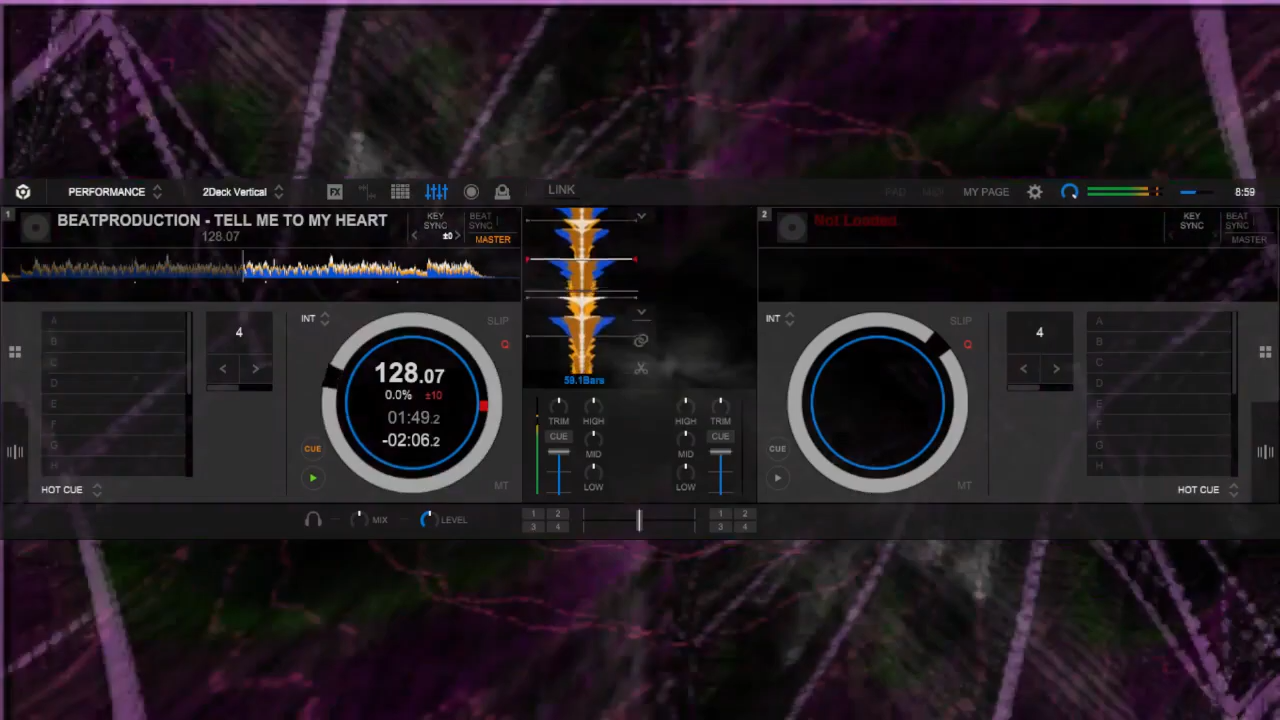 PERFORMANCE
2Deck Vertical
FX
LINK
PAD
MIDI
MY PAGE
8:59
1
BEATPRODUCTION - TELL ME TO MY HEART
128.07
KEY SYNC
±0
BEAT SYNC
MASTER
2
Not Loaded
KEY SYNC
BEAT SYNC
MASTER
A
B
C
D
E
F
G
H
HOT CUE
4
INT
SLIP
Q
128.07
0.0% ±10
01:49.2
-02:06.2
CUE
MT
59.1Bars
TRIM
HIGH
CUE
MID
LOW
HIGH
TRIM
MID
CUE
LOW
INT
SLIP
Q
CUE
MT
4
A
B
C
D
E
F
G
H
HOT CUE
MIX
LEVEL
1 2
3 4
1 2
3 4